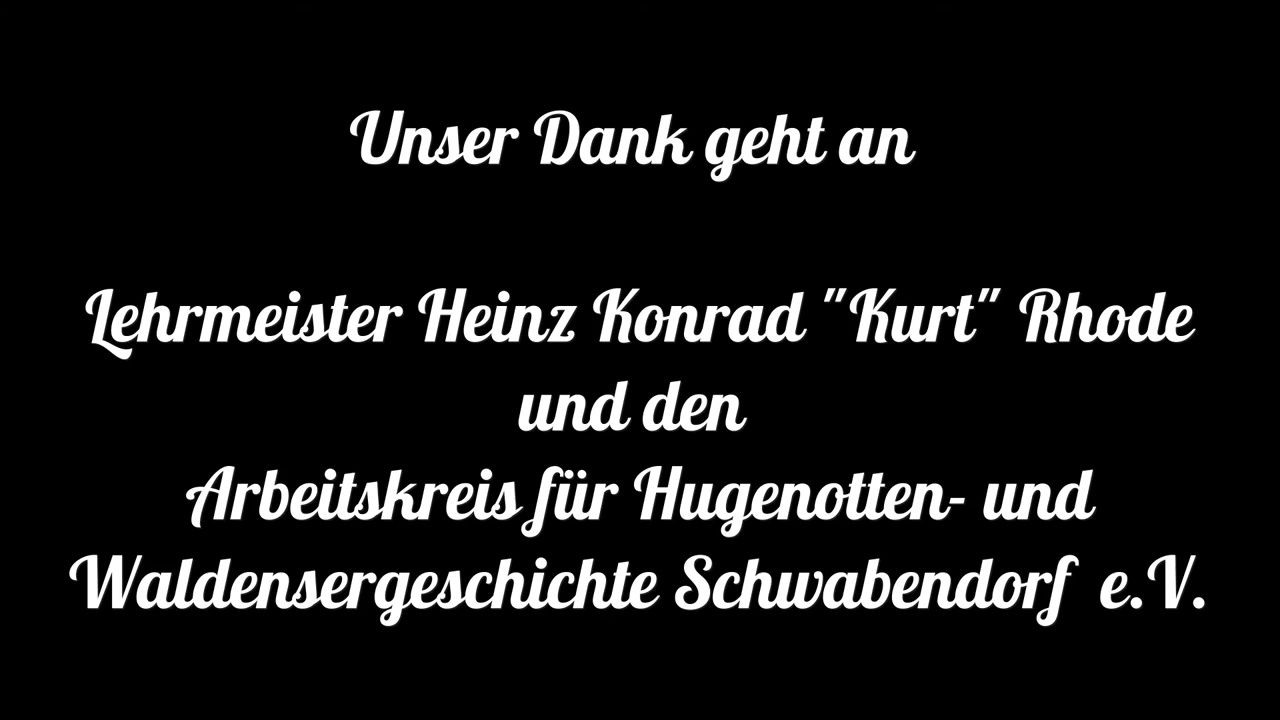 Unser Dank geht an
Lehrmeister Heinz Konrad "Kurt" Rhode
und den
Arbeitskreis für Hugenotten- und
Waldensergeschichte Schwabendorf e.V.